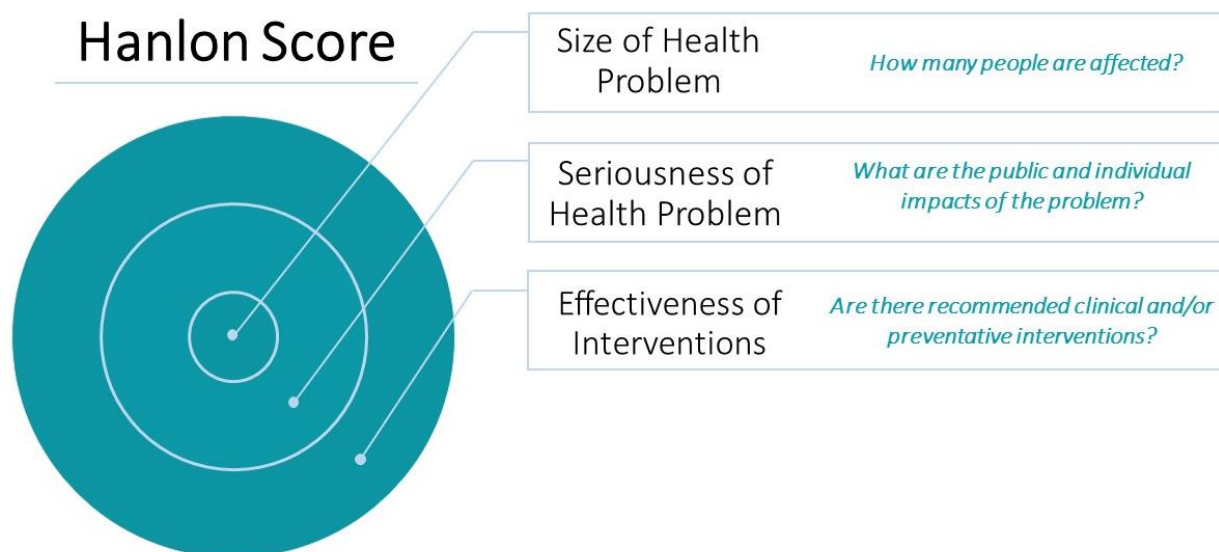 Hanlon Score
Size of Health
Problem
How many people are affected?
Seriousness of
Health Problem
What are the public and individual
impacts of the problem?
Effectiveness of
Interventions
Are there recommended clinical and/or
preventative interventions?